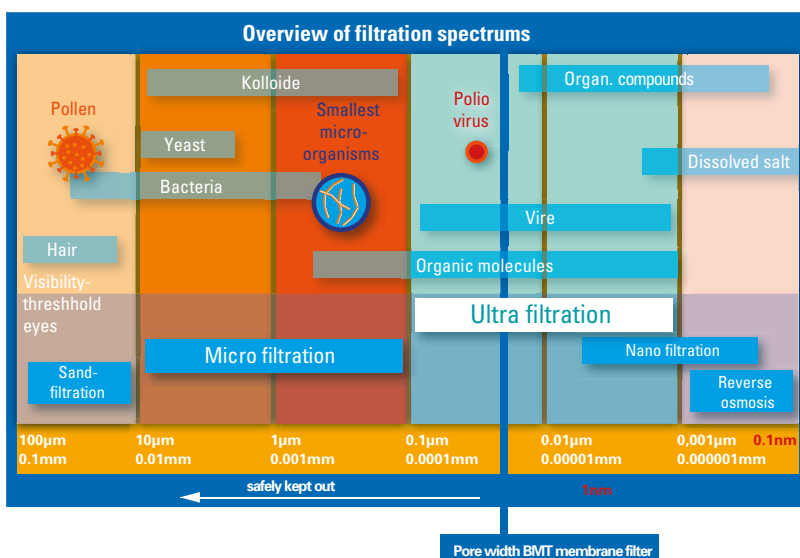 Overview of filtration spectrums
Kolloide
Organ. compounds
Pollen
Smallest
micro-
organisms
Polio
virus
Yeast
Dissolved salt
Bacteria
Vire
Hair
Organic molecules
Visibility-
threshhold
eyes
Ultra filtration
Micro filtration
Nano filtration
Sand-
filtration
Reverse
osmosis
100µm 10µm 1µm 0.1µm 0.01µm 0,001µm 0.1nm
0.1mm 0.01mm 0.001mm 0.0001mm 0.00001mm 0.000001mm
safely kept out
1nm
Pore width BMT membrane filter